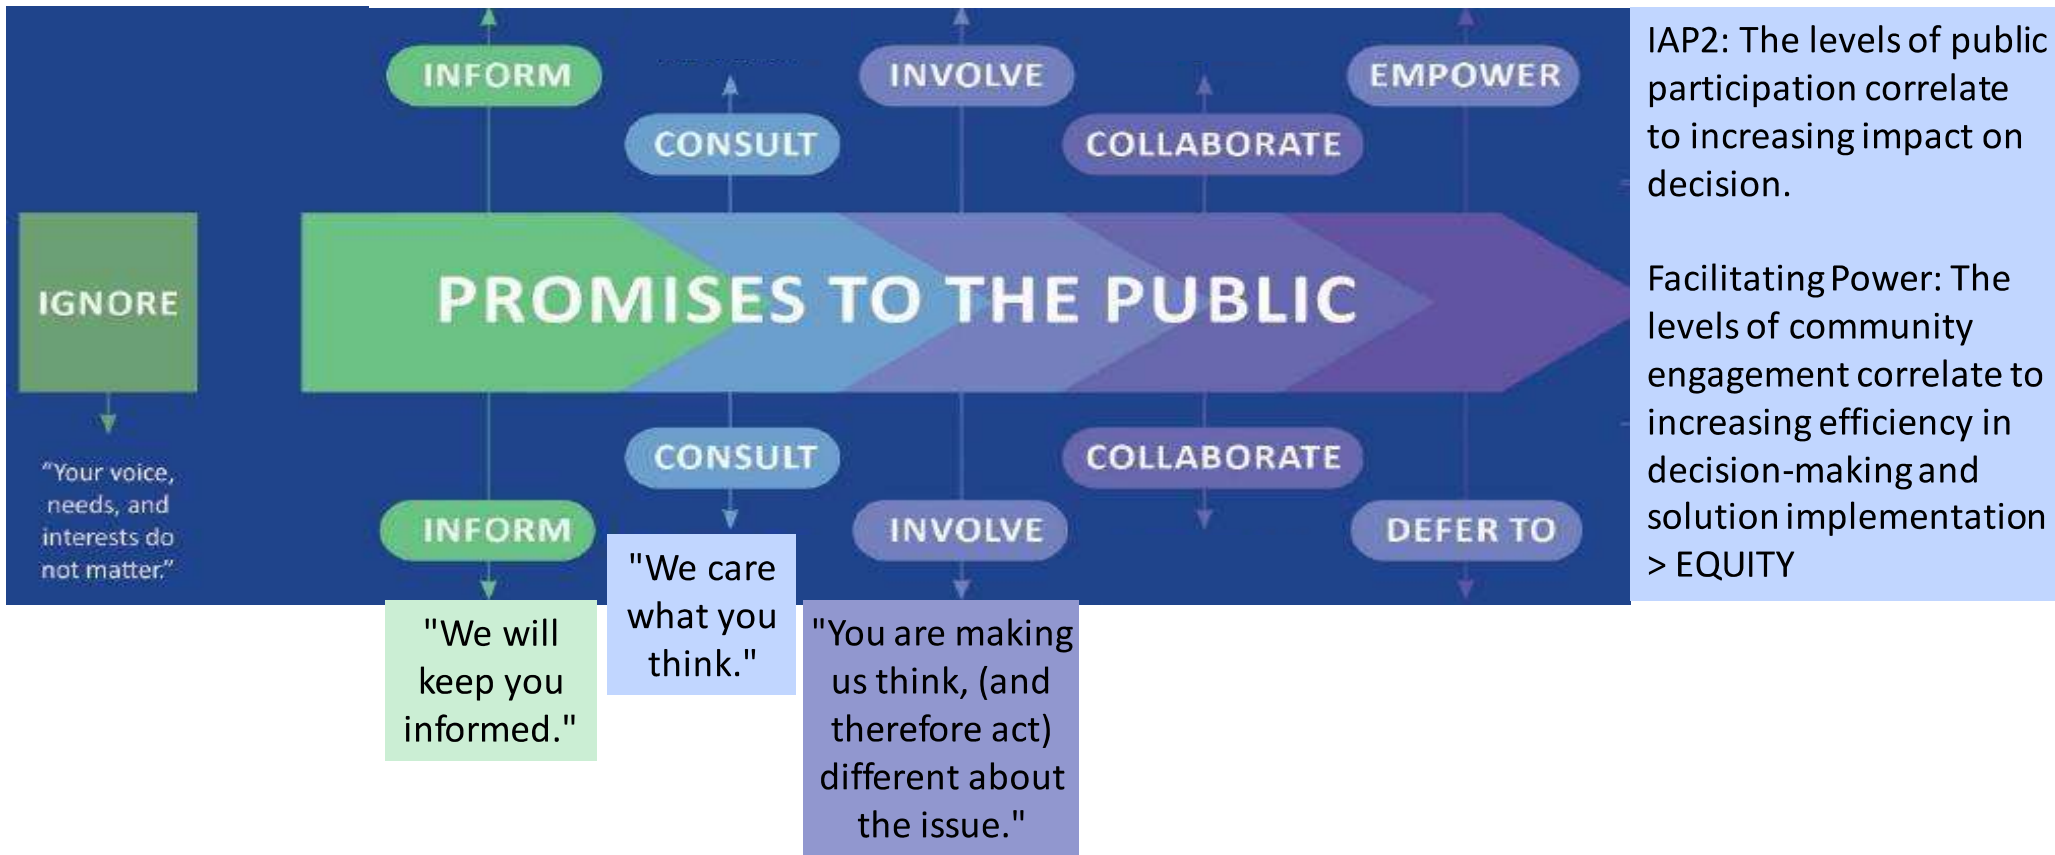 INFORM
INVOLVE
EMPOWER
CONSULT
COLLABORATE
IGNORE
PROMISES TO THE PUBLIC
CONSULT
COLLABORATE
INFORM
INVOLVE
DEFER TO
“Your voice,
needs, and
interests do
not matter.”
"We will
keep you
informed."
"We care
what you
think."
"You are making
us think, (and
therefore act)
different about
the issue."
IAP2: The levels of public
participation correlate
to increasing impact on
decision.
Facilitating Power: The
levels of community
engagement correlate to
increasing efficiency in
decision-making and
solution implementation
> EQUITY